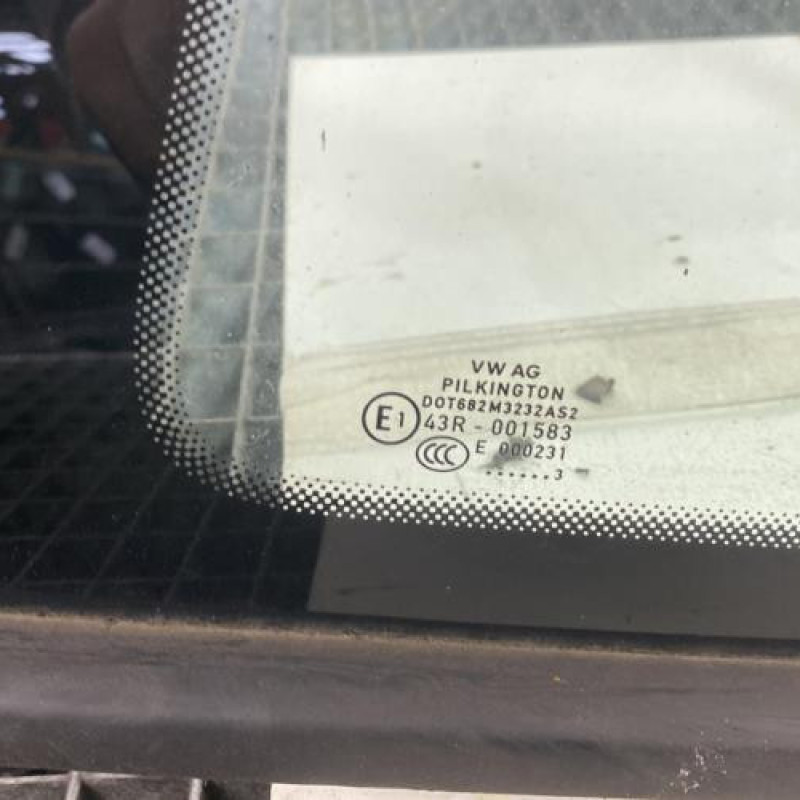 VW AG
PILKINGTON
DOT682M3232AS2
E1 43R - 001583
CCC E 000231
......3